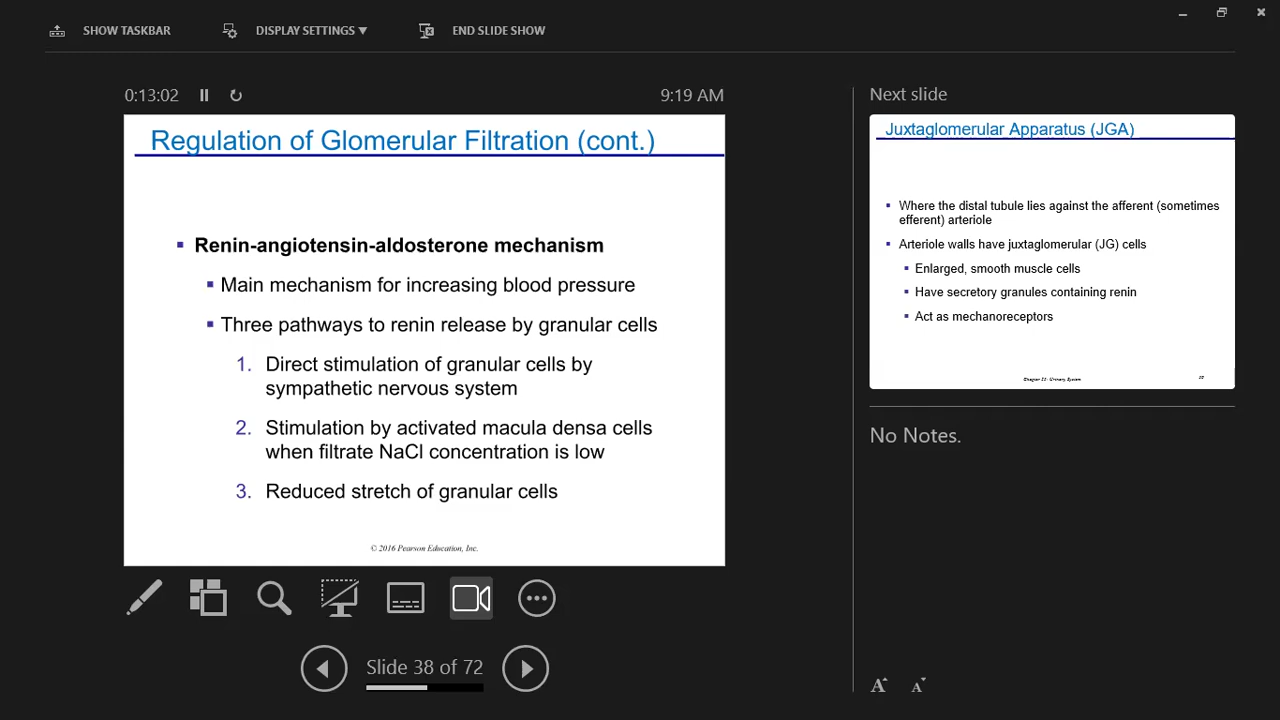 SHOW TASKBAR
DISPLAY SETTINGS ▼
END SLIDE SHOW
0:13:02
9:19 AM
Regulation of Glomerular Filtration (cont.)
▪ Renin-angiotensin-aldosterone mechanism
▪ Main mechanism for increasing blood pressure
▪ Three pathways to renin release by granular cells
1. Direct stimulation of granular cells by
sympathetic nervous system
2. Stimulation by activated macula densa cells
when filtrate NaCl concentration is low
3. Reduced stretch of granular cells
© 2016 Pearson Education, Inc.
Slide 38 of 72
Next slide
Juxtaglomerular Apparatus (JGA)
▪ Where the distal tubule lies against the afferent (sometimes
efferent) arteriole
▪ Arteriole walls have juxtaglomerular (JG) cells
▪ Enlarged, smooth muscle cells
▪ Have secretory granules containing renin
▪ Act as mechanoreceptors
No Notes.
A A